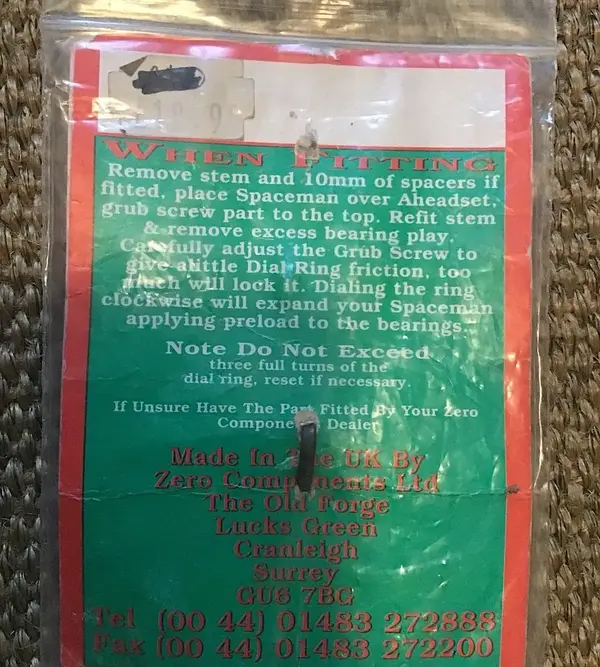 WHEN FITTING
Remove stem and 10mm of spacers if
fitted, place Spaceman over Aheadset,
grub screw part to the top. Refit stem
& remove excess bearing play.
Carefully adjust the Grub Screw to
give alittle Dial Ring friction, too
much will lock it. Dialing the ring
clockwise will expand your Spaceman
applying preload to the bearings.
Note Do Not Exceed
three full turns of the
dial ring, reset if necessary.
If Unsure Have The Part Fitted By Your Zero
Components Dealer
Made In The UK By
Zero Components Ltd
The Old Forge
Lucks Green
Cranleigh
Surrey
GU6 7BG
Tel (00 44) 01483 272888
Fax (00 44) 01483 272200